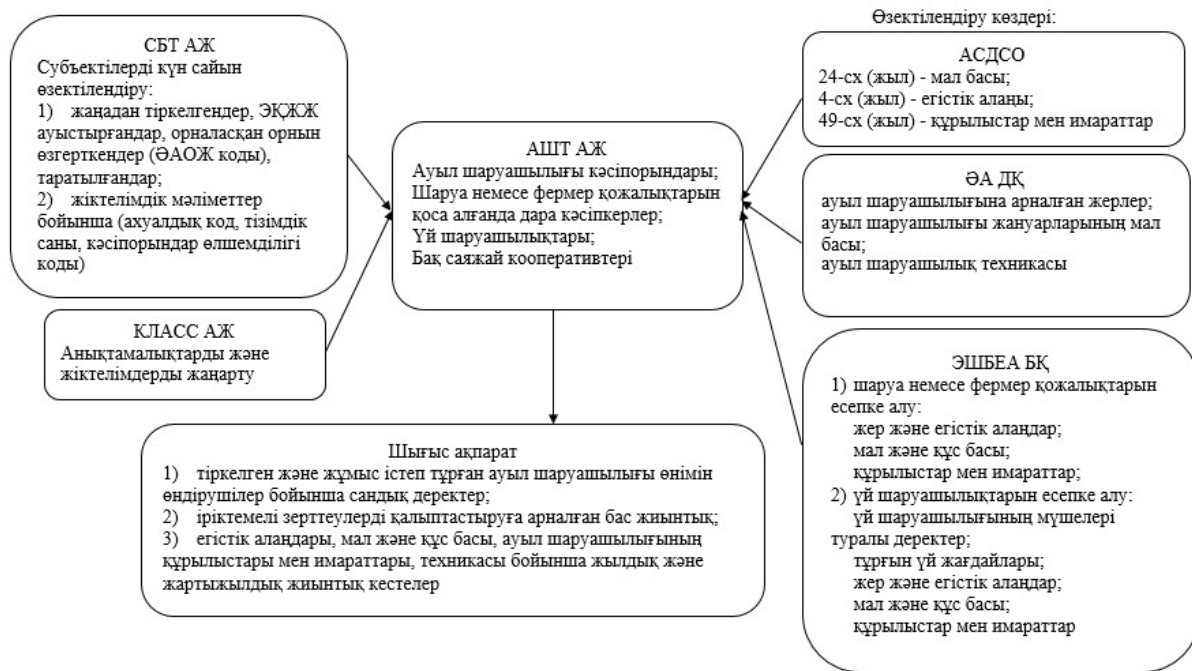 СБТ АЖ
Субъектілерді күн сайын
өзектілендіру:
1) жаңадан тіркелгендер, ЭҚЖЖ
ауыстырғандар, орналасқан орнын
өзгерткендер (ӘАОЖ коды),
таратылғандар;
2) жіктелімдік мәліметтер
бойынша (ахуалдық код, тізімдік
саны, кәсіпорындар өлшемділігі
коды)
КЛАСС АЖ
Анықтамалықтарды және
жіктелімдерді жаңарту
АШТ АЖ
Ауыл шаруашылығы кәсіпорындары;
Шаруа немесе фермер қожалықтарын
қоса алғанда дара кәсіпкерлер;
Үй шаруашылықтары;
Бақ саяжай кооперативтері
Өзектілендіру көздері:
АСДСО
24-сх (жыл) - мал басы;
4-сх (жыл) - егістік алаңы;
49-сх (жыл) - құрылыстар мен имараттар
ӘА ДҚ
ауыл шаруашылығына арналған жерлер;
ауыл шаруашылығы жануарларының мал
басы;
ауыл шаруашылық техникасы
ЭШБЕА БҚ
1) шаруа немесе фермер қожалықтарын
есепке алу:
жер және егістік алаңдар;
мал және құс басы;
құрылыстар мен имараттар;
2) үй шаруашылықтарын есепке алу:
үй шаруашылығының мүшелері
туралы деректер;
тұрғын үй жағдайлары;
жер және егістік алаңдар;
мал және құс басы;
құрылыстар мен имараттар
Шығыс ақпарат
1) тіркелген және жұмыс істеп тұрған ауыл шаруашылығы өнімін
өндірушілер бойынша сандық деректер;
2) іріктемелі зерттеулерді қалыптастыруға арналған бас жиынтық;
3) егістік алаңдары, мал және құс басы, ауыл шаруашылығының
құрылыстары мен имараттары, техникасы бойынша жылдық және
жартыжылдық жиынтық кестелер